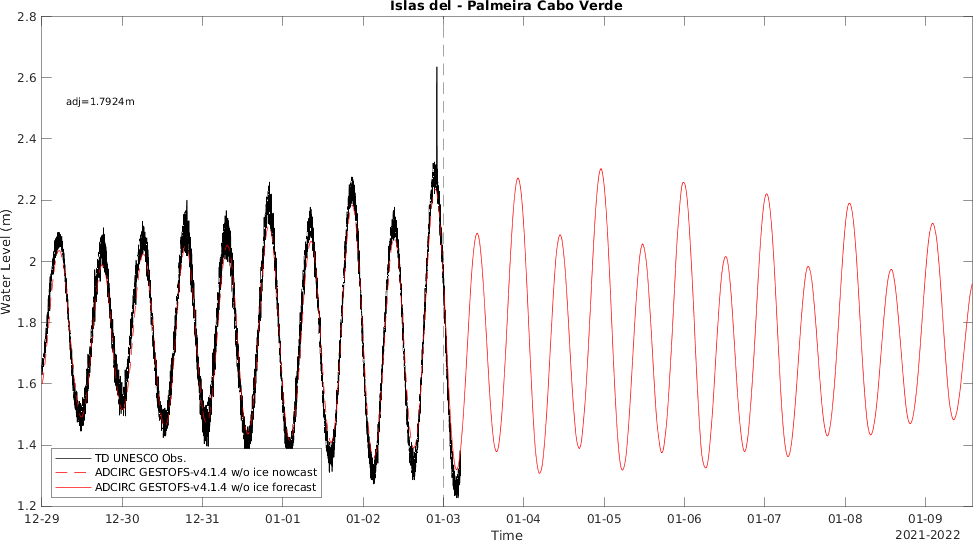 Islas del - Palmeira Cabo Verde
2.8
2.6
2.4
2.2
2
1.8
1.6
1.4
1.2
Water Level (m)
adj=1.7924m
TD UNESCO Obs.
ADCIRC GESTOFS-v4.1.4 w/o ice nowcast
ADCIRC GESTOFS-v4.1.4 w/o ice forecast
12-29 12-30 12-31 01-01 01-02 01-03 01-04 01-05 01-06 01-07 01-08 01-09
Time
2021-2022